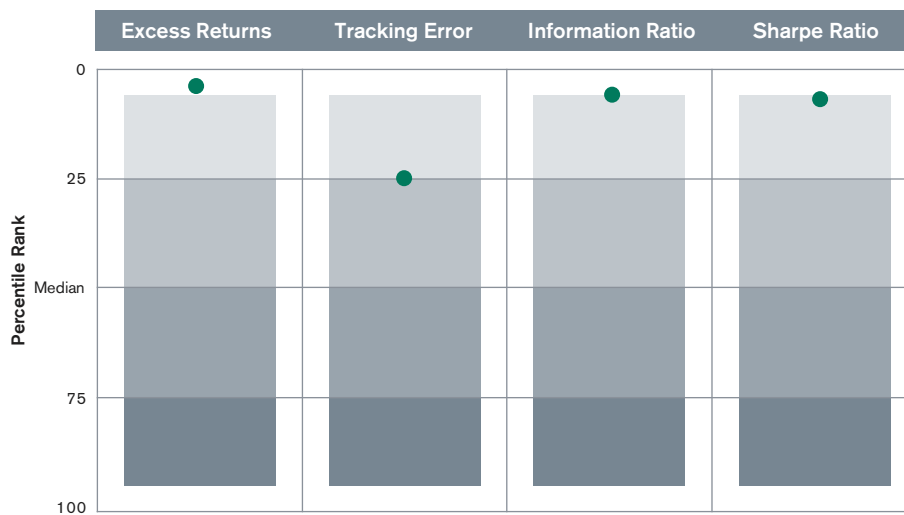 Excess Returns
Tracking Error
Information Ratio
Sharpe Ratio
Percentile Rank
0
25
Median
75
100